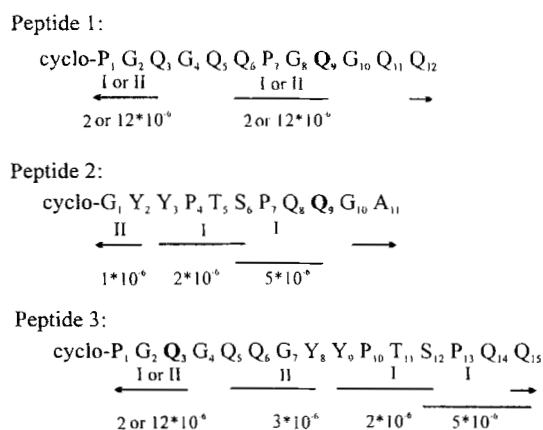 Peptide 1:
cyclo-P₁ G₂ Q₃ G₄ Q₅ Q₆ P₇ G₈ Q₉ G₁₀ Q₁₁ Q₁₂
I or II I or II
2 or 12*10⁻⁶ 2 or 12*10⁻⁶
Peptide 2:
cyclo-G₁ Y₂ Y₃ P₄ T₅ S₆ P₇ Q₈ Q₉ G₁₀ A₁₁
II I I
1*10⁻⁶ 2*10⁻⁶ 5*10⁻⁶
Peptide 3:
cyclo-P₁ G₂ Q₃ G₄ Q₅ Q₆ G₇ Y₈ Y₉ P₁₀ T₁₁ S₁₂ P₁₃ Q₁₄ Q₁₅
I or II II I I
2 or 12*10⁻⁶ 3*10⁻⁶ 2*10⁻⁶ 5*10⁻⁶